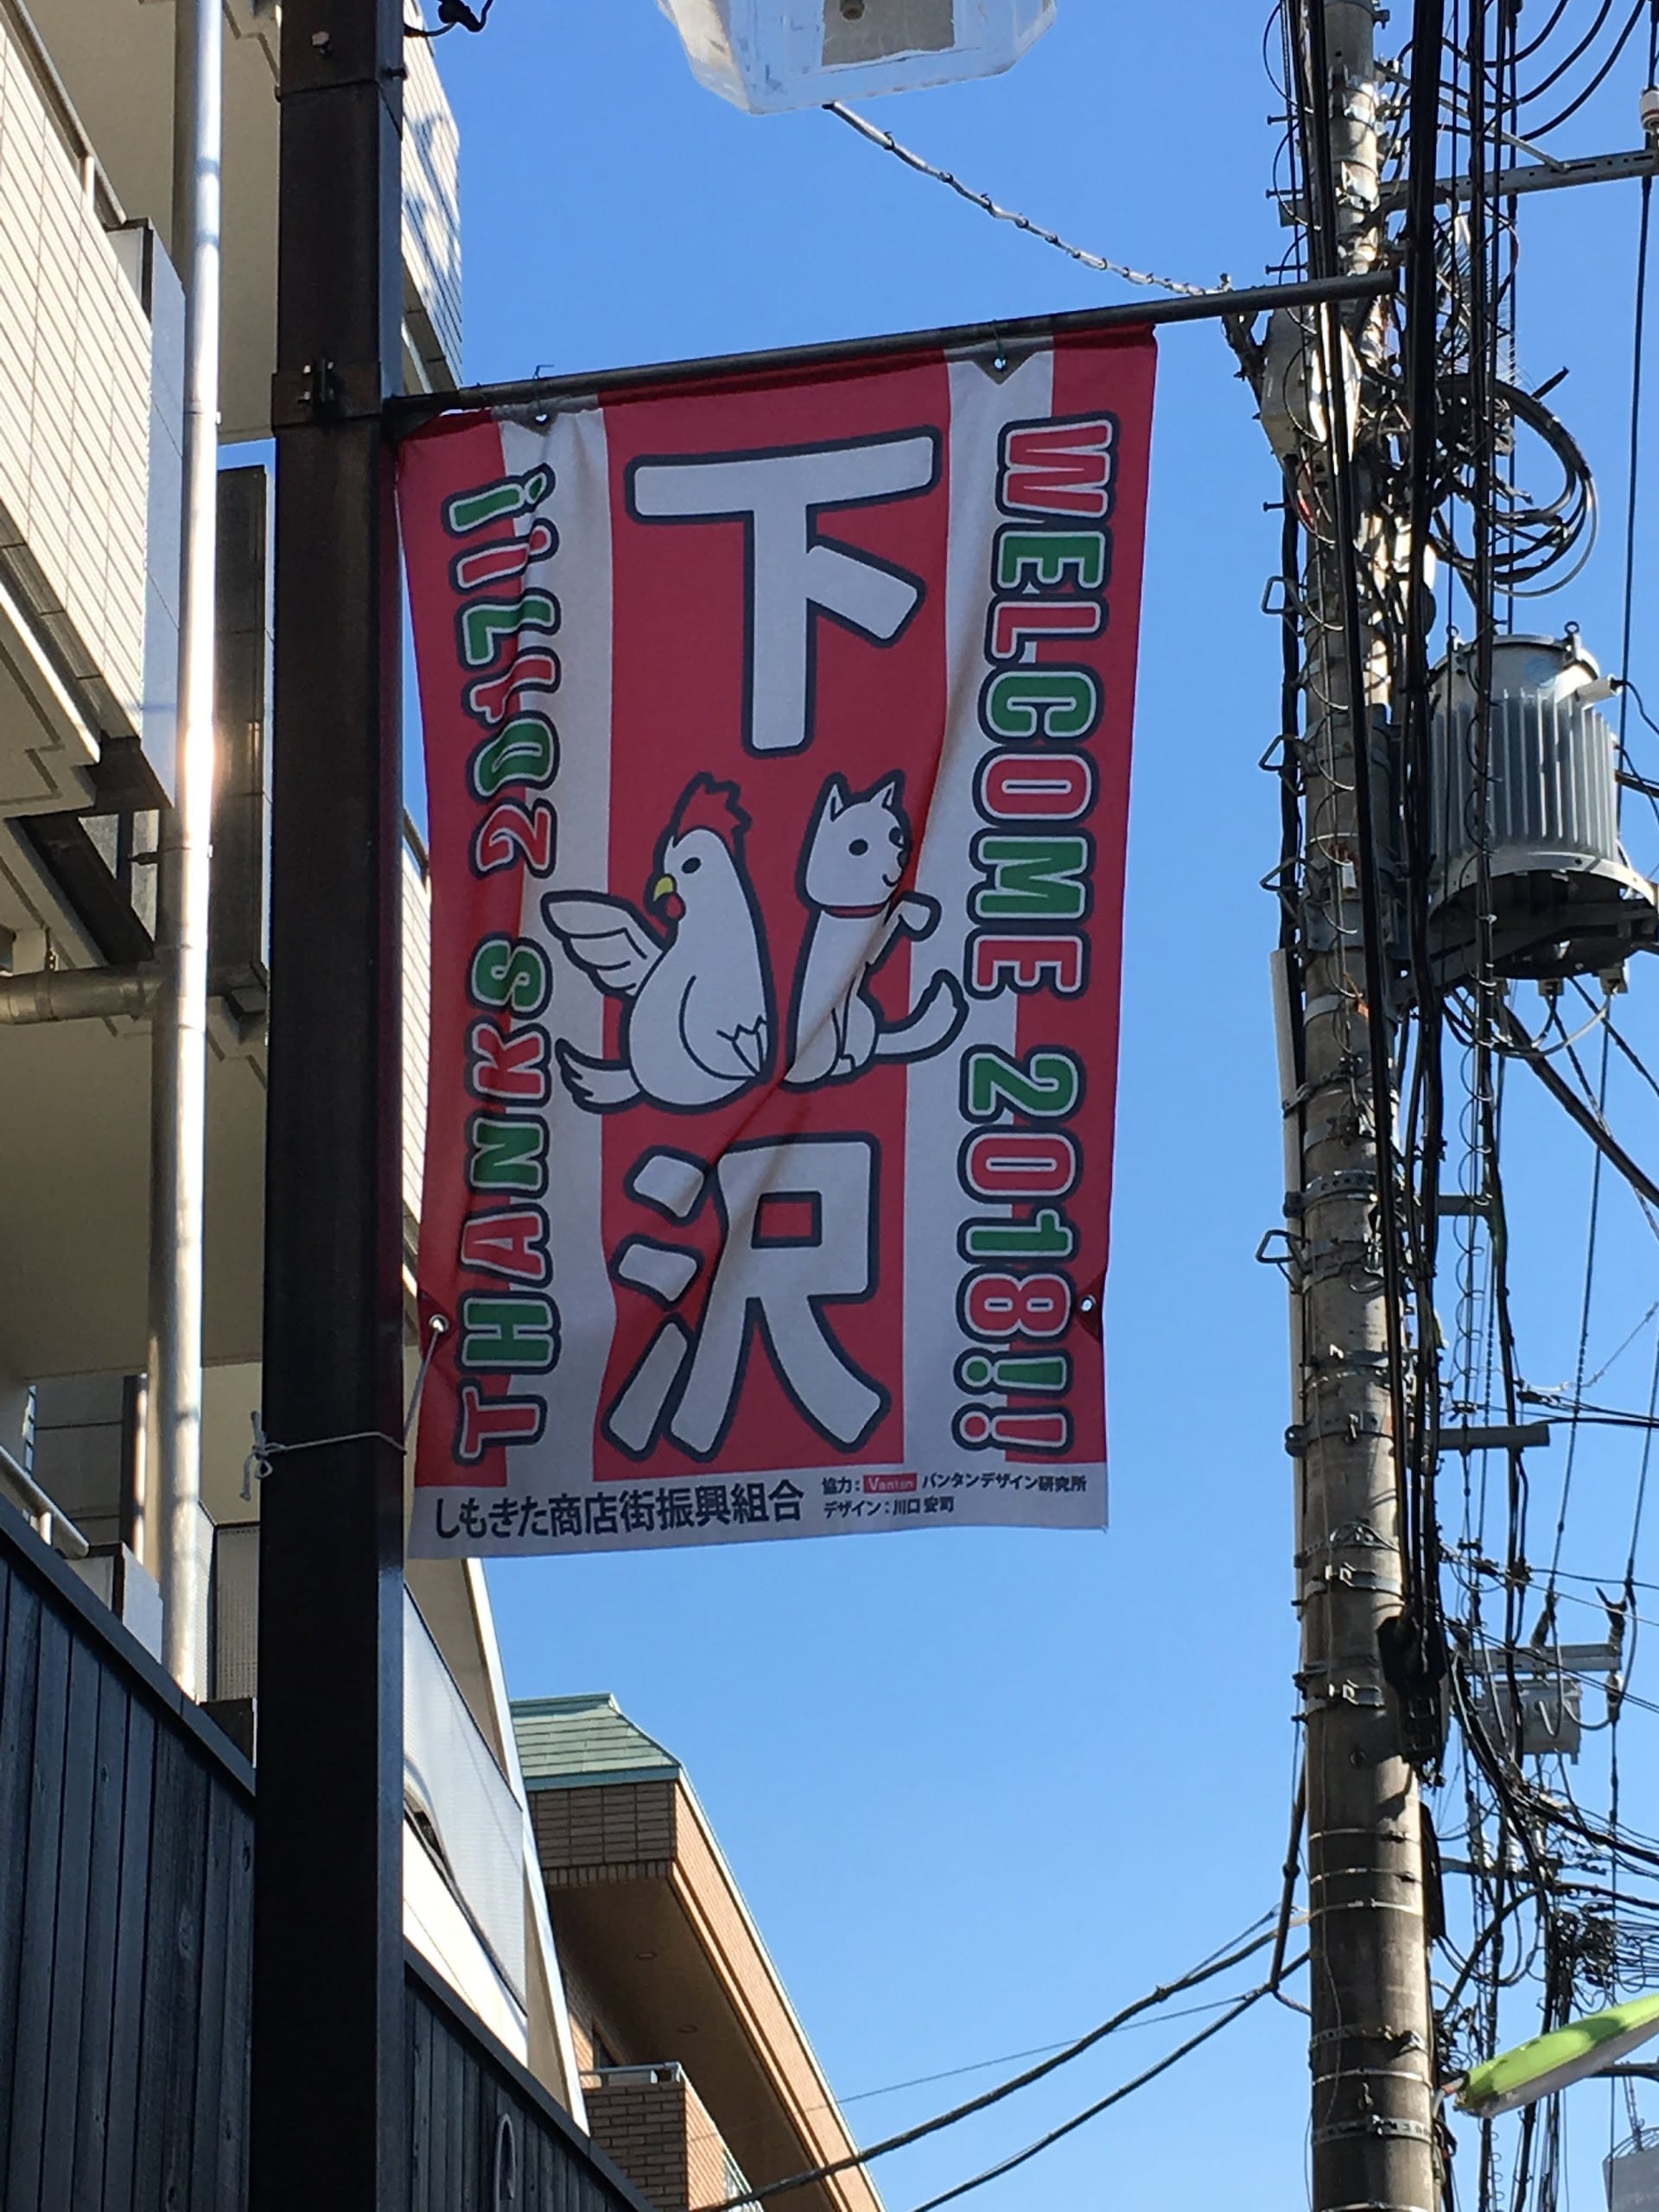 THANKS 2017!!!
下沢
WELCOME 2018!!!
しもきた商店街振興組合
協力：Vantan バンタンデザイン研究所
デザイン：川口 安司